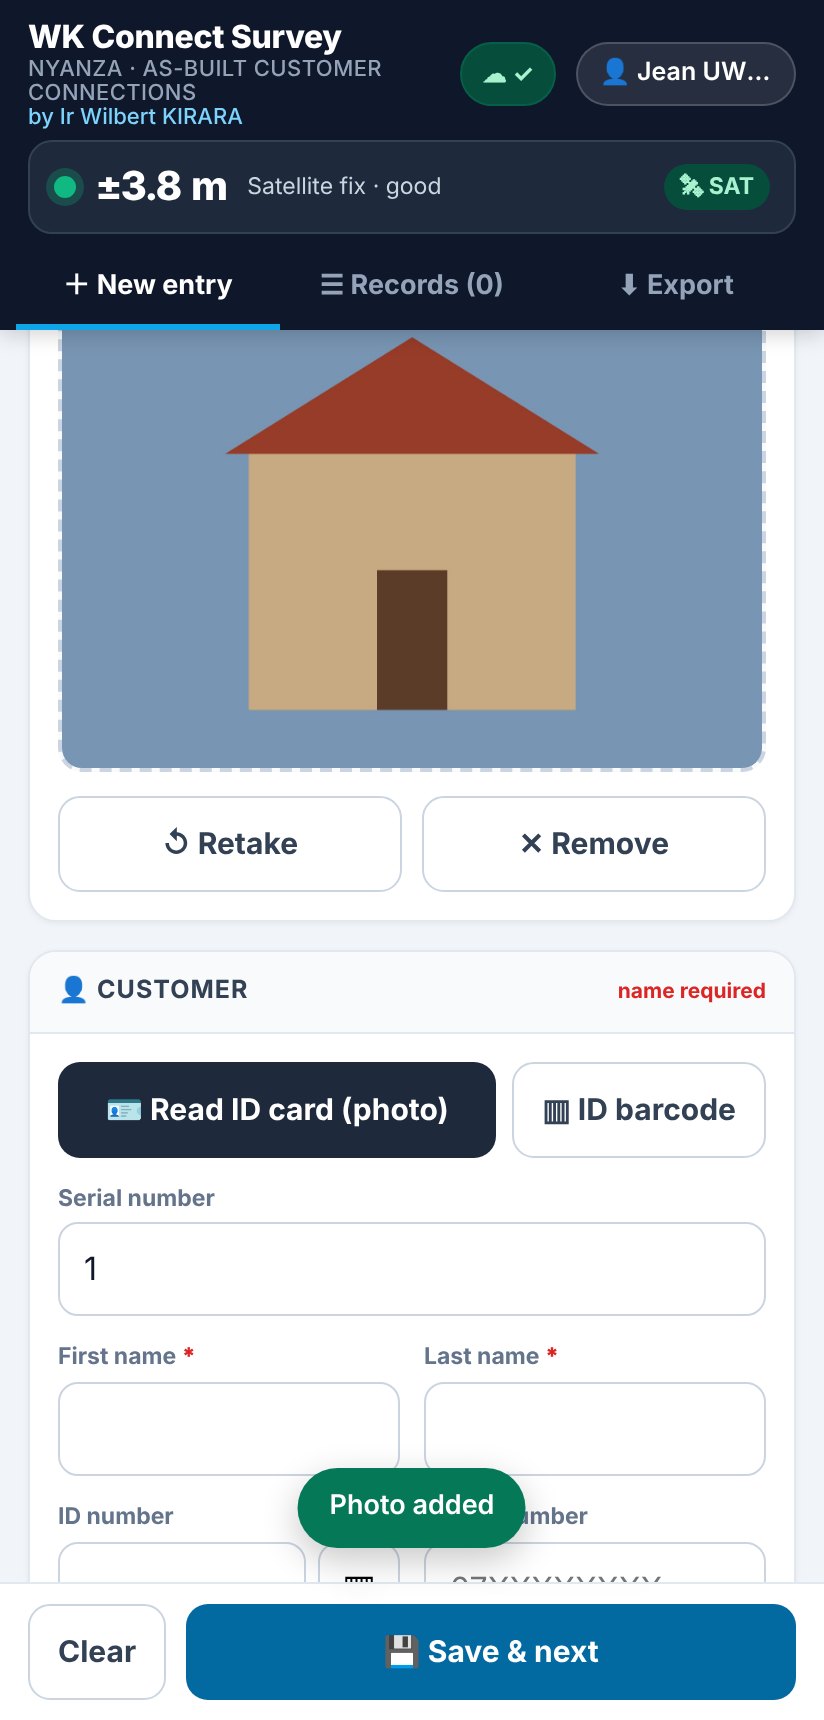 WK Connect Survey
NYANZA · AS-BUILT CUSTOMER
CONNECTIONS
by Ir Wilbert KIRARA
Jean UW...
±3.8 m
Satellite fix · good
SAT
New entry
Records (0)
Export
Retake
Remove
CUSTOMER
name required
Read ID card (photo)
ID barcode
Serial number
1
First name *
Last name *
Photo added
ID number
Clear
Save & next